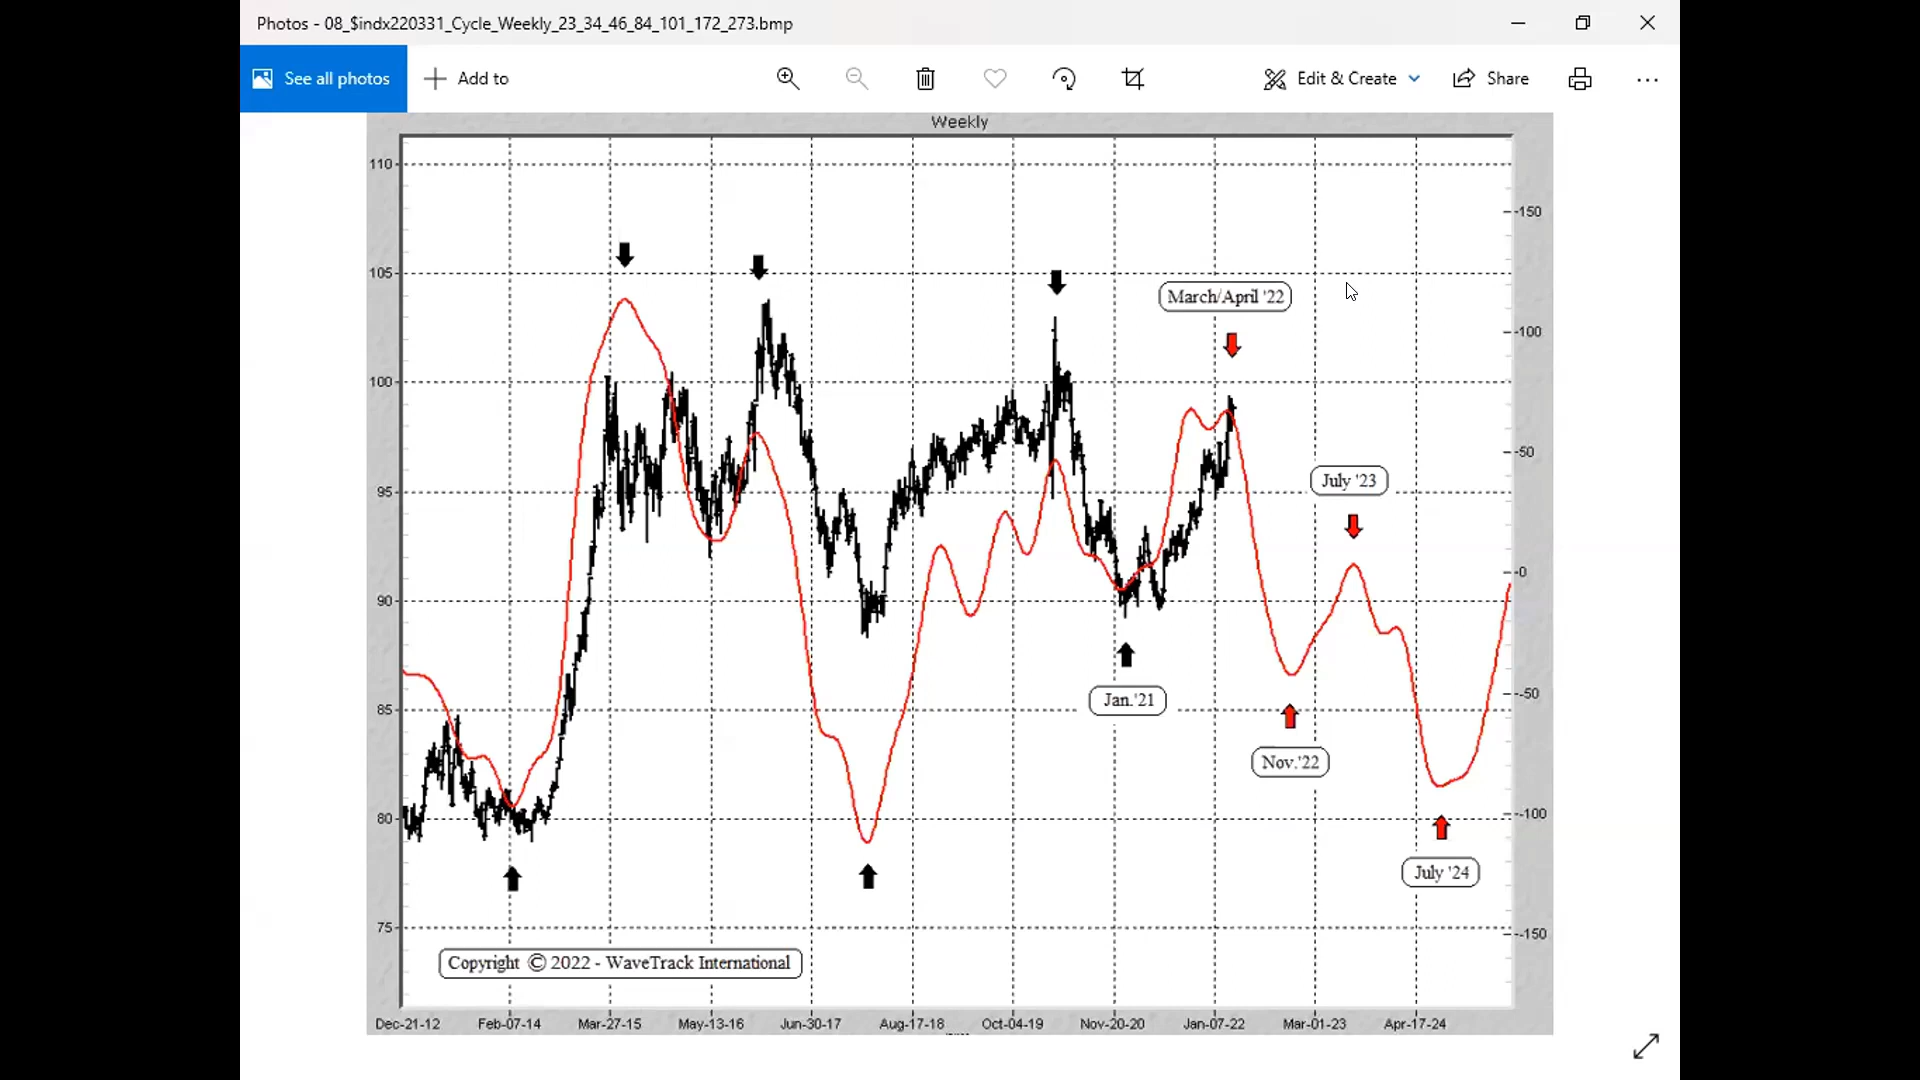 Photos - 08_$indx220331_Cycle_Weekly_23_34_46_84_101_172_273.bmp
See all photos
Add to
Edit & Create
Share
Weekly
110
150
105
March/April '22
100
100
50
July '23
95
0
90
Jan.'21
-50
85
Nov.'22
80
-100
July '24
75
-150
Copyright © 2022 - WaveTrack International
Dec-21-12 Feb-07-14 Mar-27-15 May-13-16 Jun-30-17 Aug-17-18 Oct-04-19 Nov-20-20 Jan-07-22 Mar-01-23 Apr-17-24